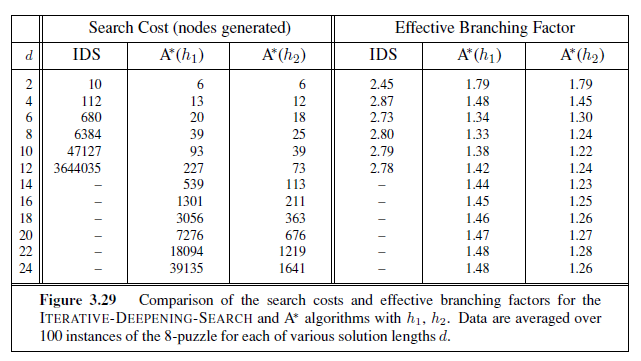 Search Cost (nodes generated) Effective Branching Factor
d IDS A*(h1) A*(h2) IDS A*(h1) A*(h2)
2 10 6 6 2.45 1.79 1.79
4 112 13 12 2.87 1.48 1.45
6 680 20 18 2.73 1.34 1.30
8 6384 39 25 2.80 1.33 1.24
10 47127 93 39 2.79 1.38 1.22
12 3644035 227 73 2.78 1.42 1.24
14 – 539 113 – 1.44 1.23
16 – 1301 211 – 1.45 1.25
18 – 3056 363 – 1.46 1.26
20 – 7276 676 – 1.47 1.27
22 – 18094 1219 – 1.48 1.28
24 – 39135 1641 – 1.48 1.26
Figure 3.29 Comparison of the search costs and effective branching factors for the
ITERATIVE-DEEPENING-SEARCH and A* algorithms with h1, h2. Data are averaged over
100 instances of the 8-puzzle for each of various solution lengths d.